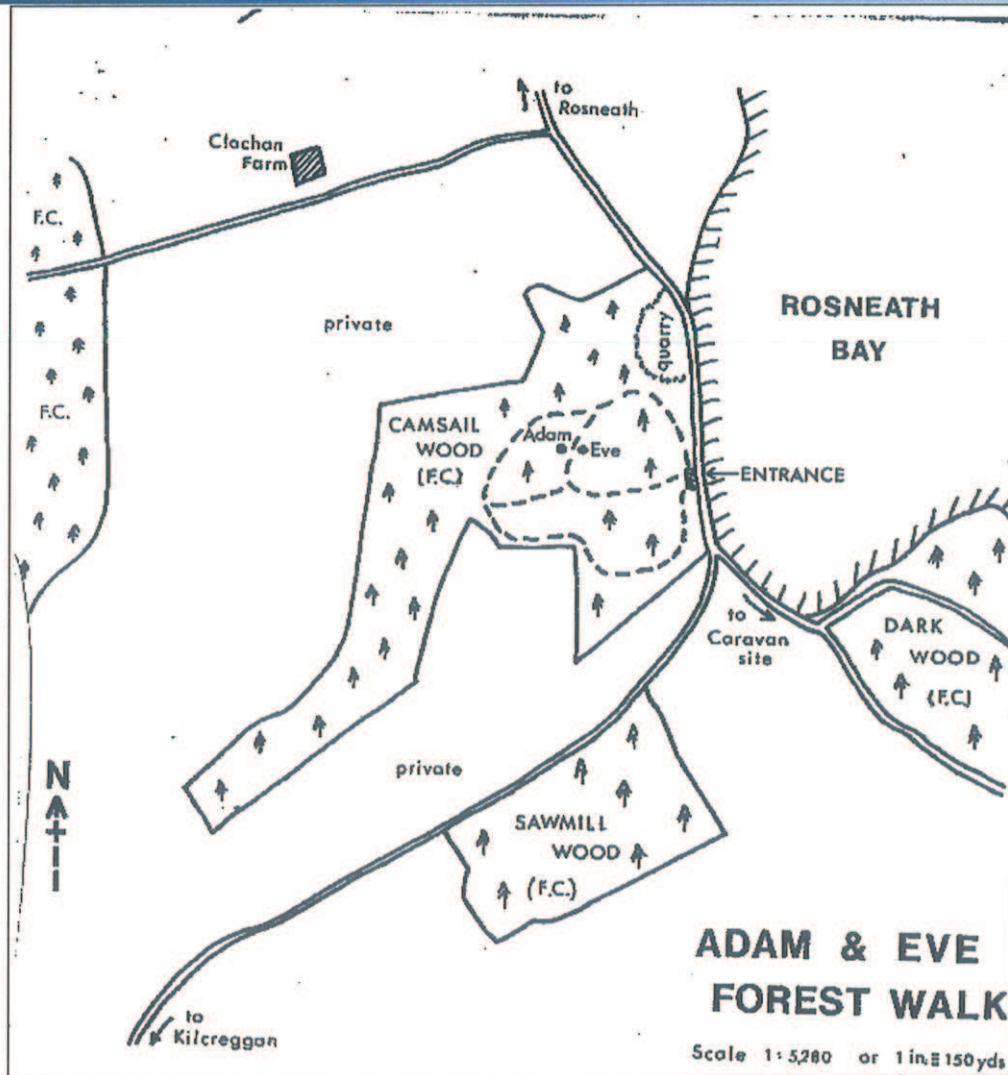 to
Rosneath
Clachan
Farm
F.C.
private
quarry
ROSNEATH
BAY
F.C.
CAMSAIL
WOOD
(F.C.)
Adam
Eve
ENTRANCE
to
Caravan
site
DARK
WOOD
(F.C.)
N
private
SAWMILL
WOOD
(F.C.)
to
Kilcreggan
ADAM & EVE
FOREST WALK
Scale 1:5,280 or 1 in.≡150 yds